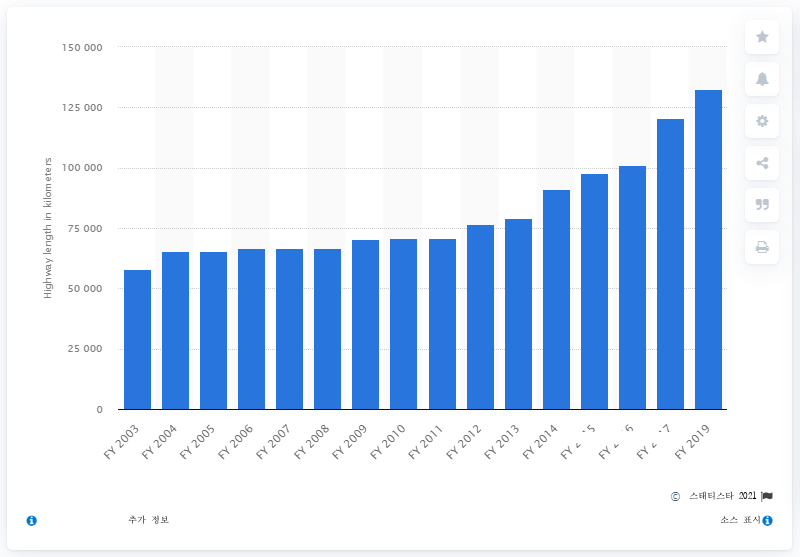 150 000
125 000
100 000
75 000
50 000
25 000
0
Highway length in kilometers
FY 2003
FY 2004
FY 2005
FY 2006
FY 2007
FY 2008
FY 2009
FY 2010
FY 2011
FY 2012
FY 2013
FY 2014
FY
FY
FY
FY 2019
© 스태티스타 2021
추가 정보
소스 표시